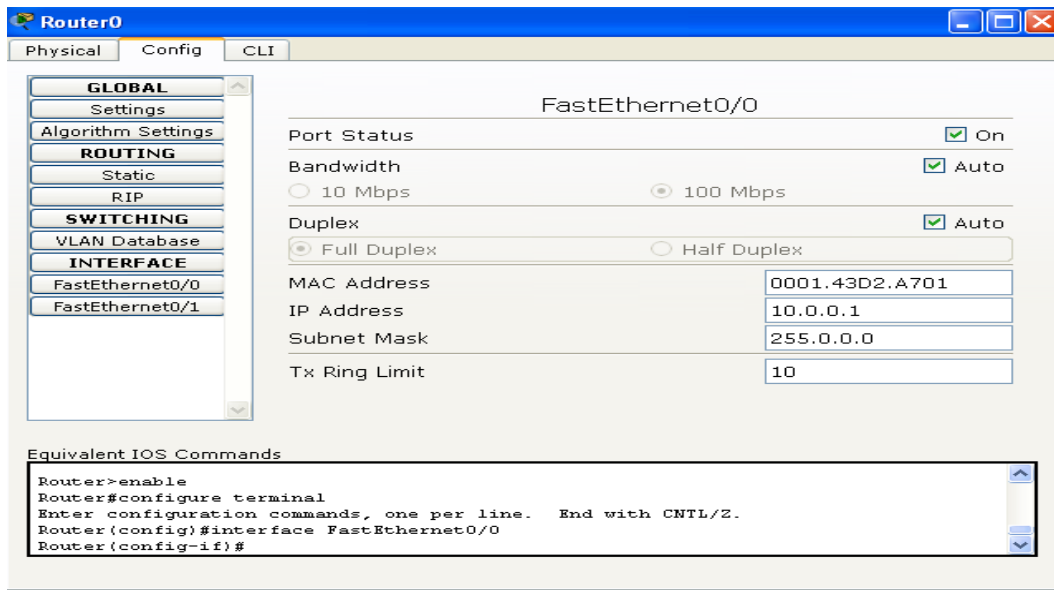 Router0
Physical Config CLI
GLOBAL
Settings
Algorithm Settings
ROUTING
Static
RIP
SWITCHING
VLAN Database
INTERFACE
FastEthernet0/0
FastEthernet0/1
FastEthernet0/0
Port Status On
Bandwidth Auto
10 Mbps 100 Mbps
Duplex Auto
Full Duplex Half Duplex
MAC Address 0001.43D2.A701
IP Address 10.0.0.1
Subnet Mask 255.0.0.0
Tx Ring Limit 10
Equivalent IOS Commands
Router>enable
Router#configure terminal
Enter configuration commands, one per line. End with CNTL/Z.
Router(config)#interface FastEthernet0/0
Router(config-if)#